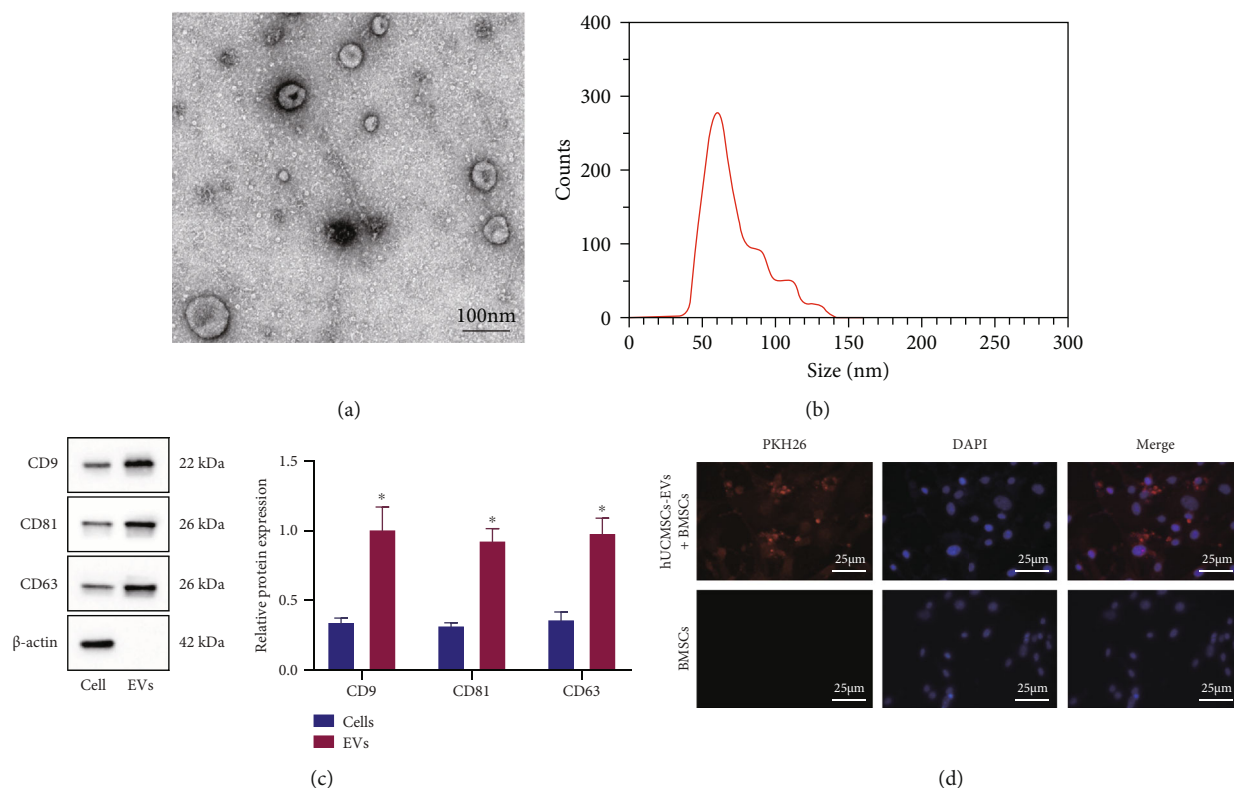 100nm
(a)
400
300
200
100
0
Counts
0 50 100 150 200 250 300
Size (nm)
(b)
CD9 22 kDa
CD81 26 kDa
CD63 26 kDa
β-actin 42 kDa
Cell EVs
Relative protein expression
1.5
1.0
0.5
0.0
* * *
CD9 CD81 CD63
Cells
EVs
(c)
PKH26 DAPI Merge
hUCMSCs-EVs
+ BMSCs
25μm 25μm 25μm
BMSCs
25μm 25μm 25μm
(d)